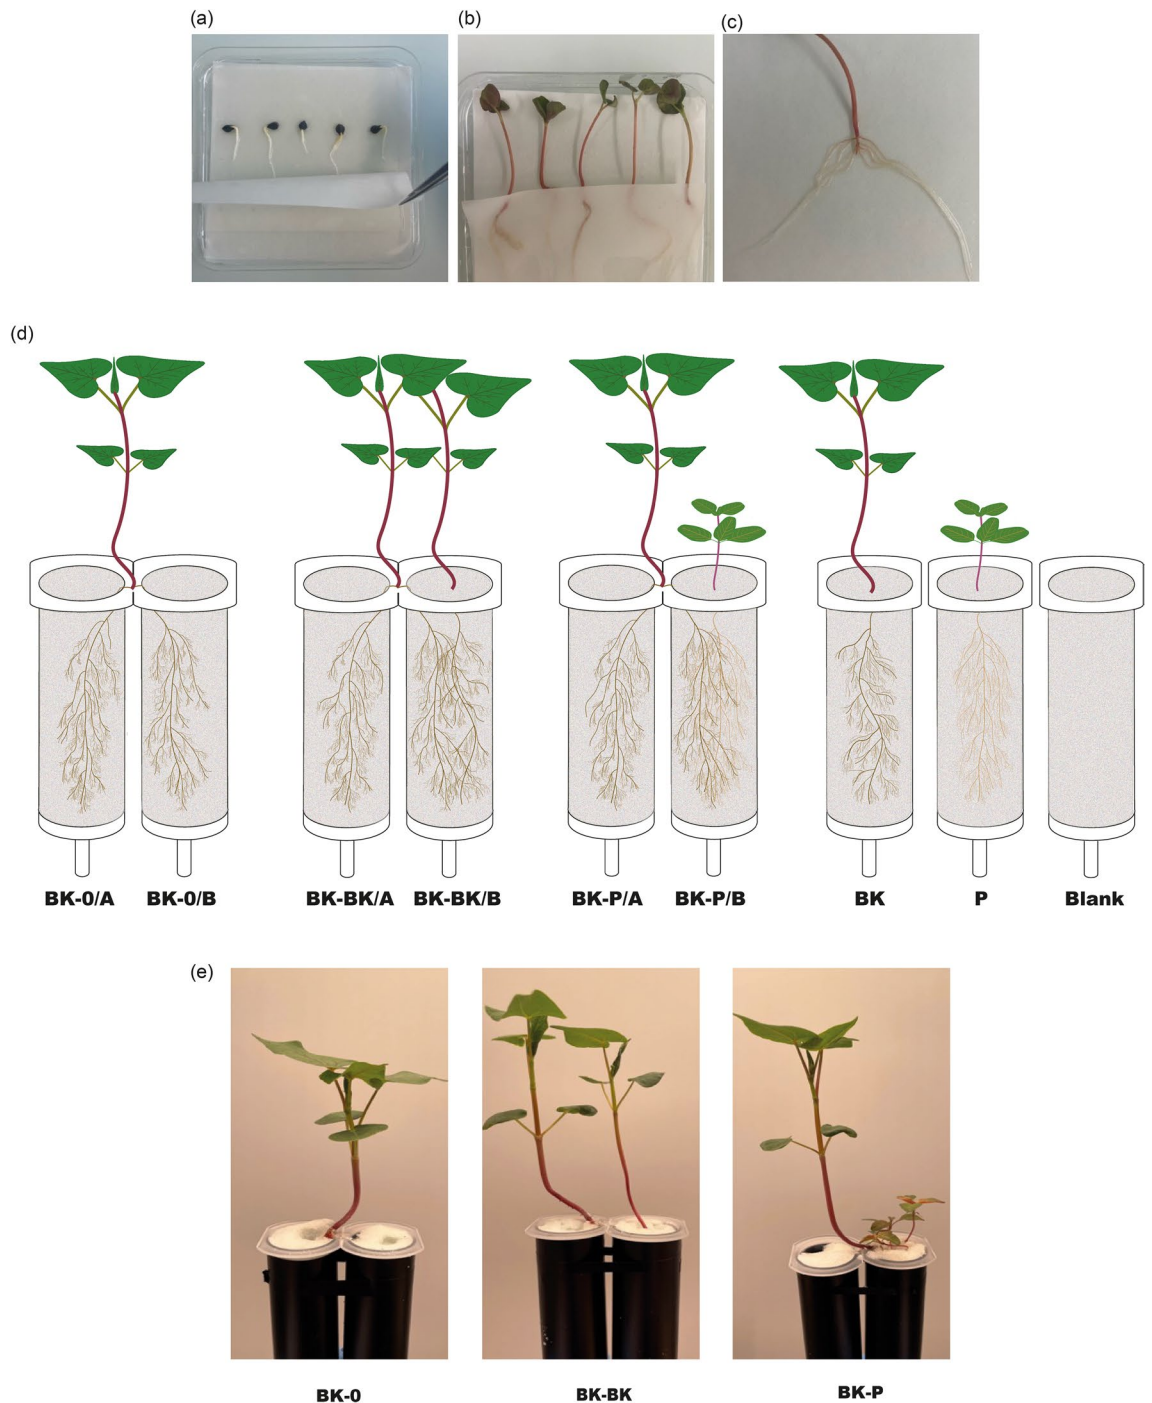 (a) (b) (c)
(d)
BK-0/A BK-0/B BK-BK/A BK-BK/B BK-P/A BK-P/B BK P Blank
(e)
BK-0 BK-BK BK-P